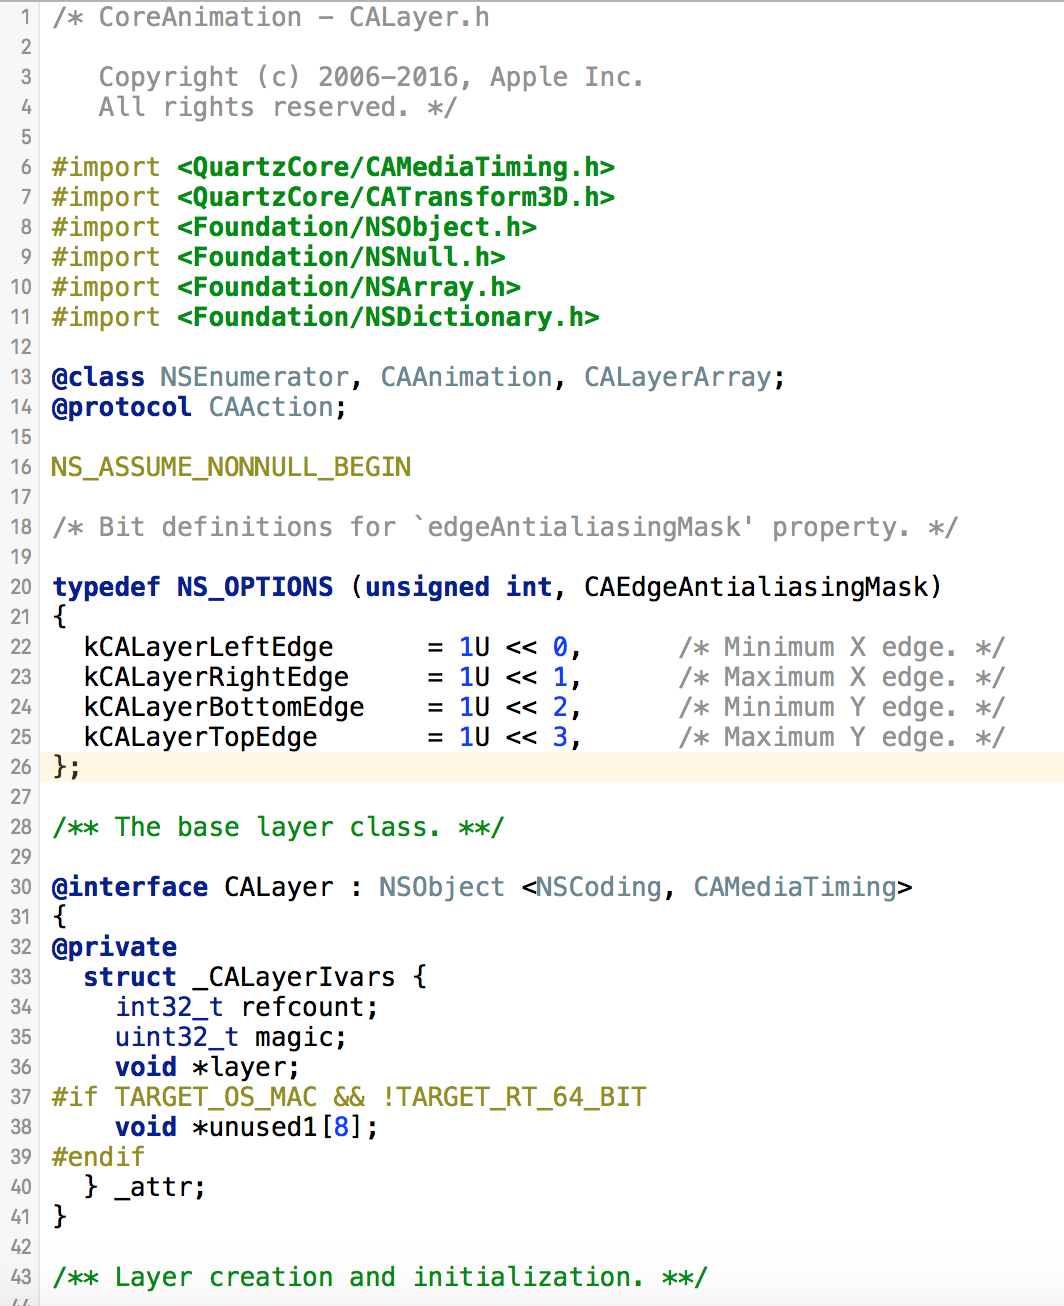 1 /* CoreAnimation - CALayer.h
2
3    Copyright (c) 2006-2016, Apple Inc.
4    All rights reserved. */
5
6 #import <QuartzCore/CAMediaTiming.h>
7 #import <QuartzCore/CATransform3D.h>
8 #import <Foundation/NSObject.h>
9 #import <Foundation/NSNull.h>
10 #import <Foundation/NSArray.h>
11 #import <Foundation/NSDictionary.h>
12
13 @class NSEnumerator, CAAnimation, CALayerArray;
14 @protocol CAAction;
15
16 NS_ASSUME_NONNULL_BEGIN
17
18 /* Bit definitions for `edgeAntialiasingMask' property. */
19
20 typedef NS_OPTIONS (unsigned int, CAEdgeAntialiasingMask)
21 {
22   kCALayerLeftEdge      = 1U << 0,      /* Minimum X edge. */
23   kCALayerRightEdge     = 1U << 1,      /* Maximum X edge. */
24   kCALayerBottomEdge    = 1U << 2,      /* Minimum Y edge. */
25   kCALayerTopEdge       = 1U << 3,      /* Maximum Y edge. */
26 };
27
28 /** The base layer class. **/
29
30 @interface CALayer : NSObject <NSCoding, CAMediaTiming>
31 {
32 @private
33   struct _CALayerIvars {
34     int32_t refcount;
35     uint32_t magic;
36     void *layer;
37 #if TARGET_OS_MAC && !TARGET_RT_64_BIT
38     void *unused1[8];
39 #endif
40   } _attr;
41 }
42
43 /** Layer creation and initialization. **/